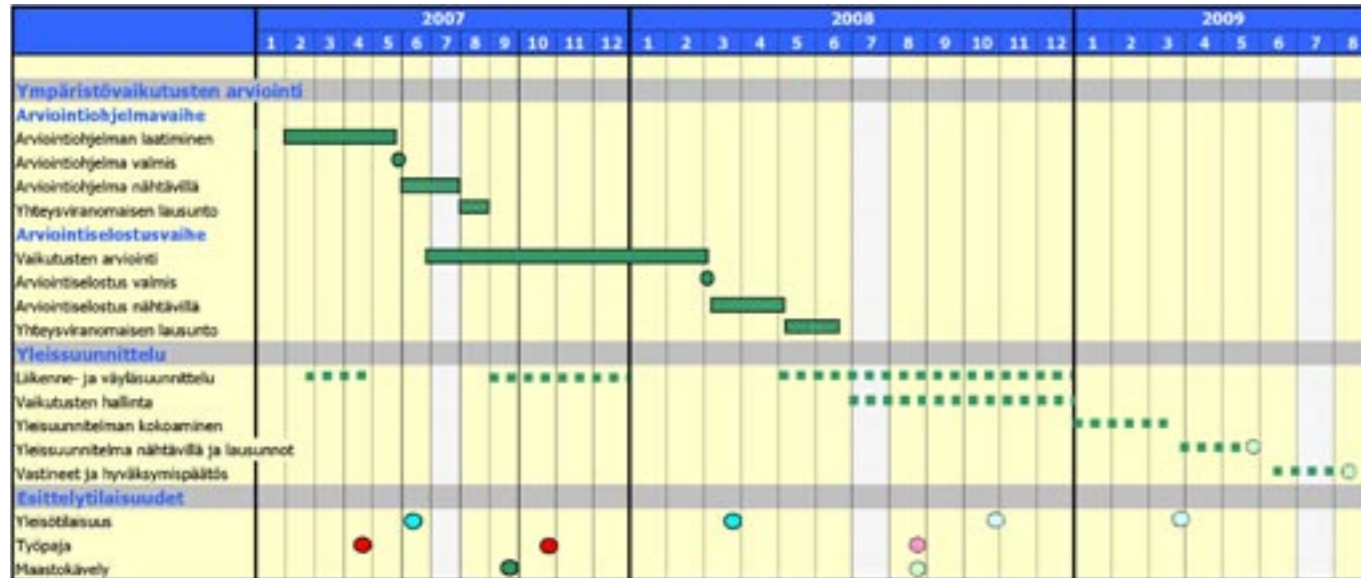 2007 2008 2009
1 2 3 4 5 6 7 8 9 10 11 12 1 2 3 4 5 6 7 8 9 10 11 12 1 2 3 4 5 6 7 8
Ympäristövaikutusten arviointi
Arviointiohjelmavaihe
Arviointiohjelman laatiminen
Arviointiohjelma valmis
Arviointiohjelma nähtävillä
Yhteysviranomaisen lausunto
Arviointiselostusvaihe
Vaikutusten arviointi
Arviointiselostus valmis
Arviointiselostus nähtävillä
Yhteysviranomaisen lausunto
Yleissuunnittelu
Liikenne- ja väyläsuunnittelu
Vaikutusten hallinta
Yleisuunnitelman kokoaminen
Yleissuunnitelma nähtävillä ja lausunnot
Vastineet ja hyväksymispäätös
Esittelytilaisuudet
Yleisötilaisuus
Työpaja
Maastokävely